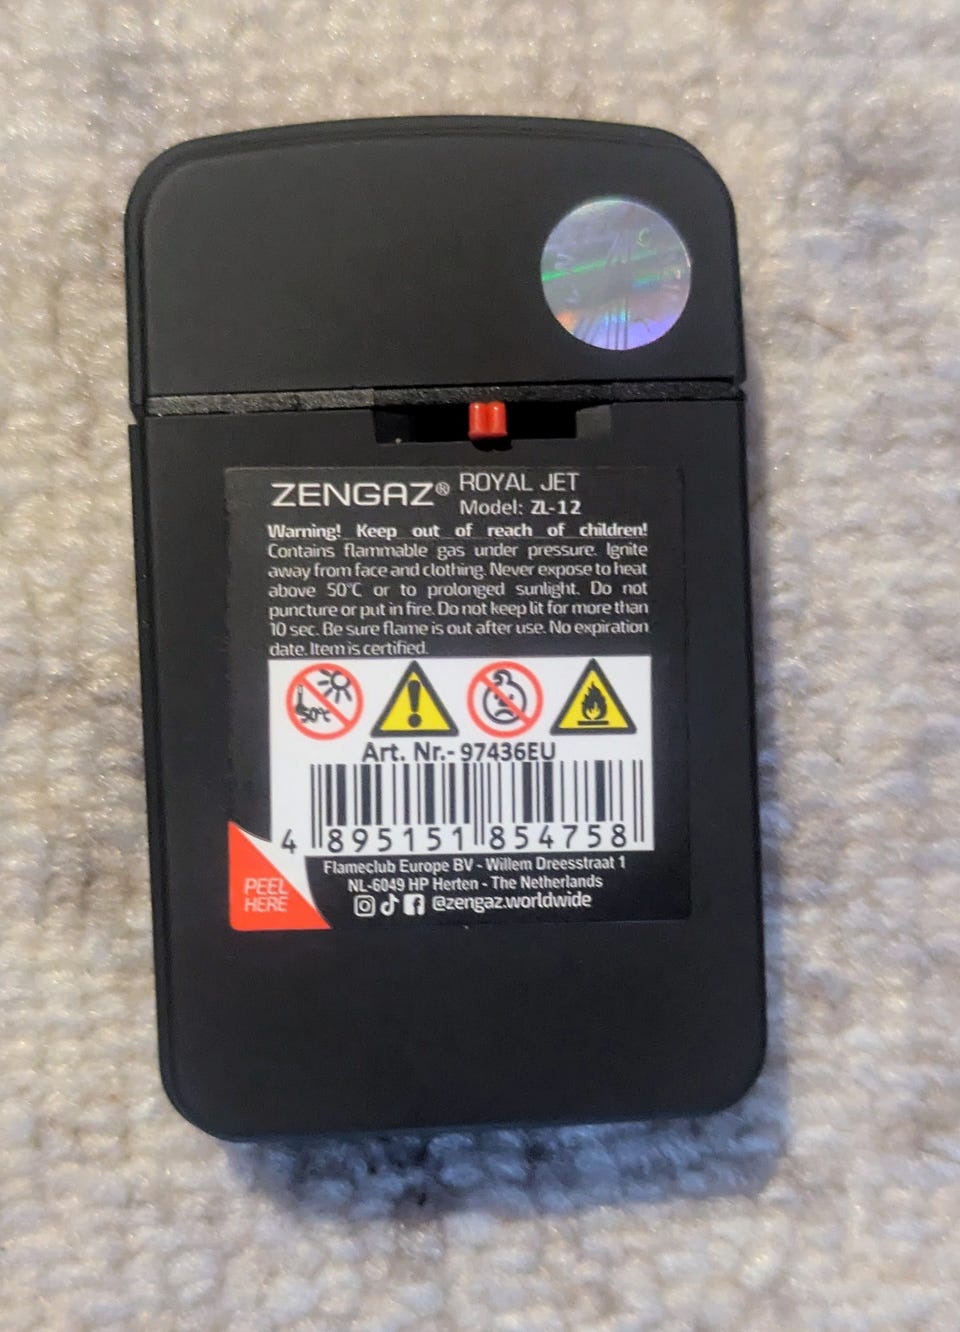 ZENGAZ® ROYAL JET
Model: ZL-12
Warning! Keep out of reach of children!
Contains flammable gas under pressure. Ignite
away from face and clothing. Never expose to heat
above 50°C or to prolonged sunlight. Do not
puncture or put in fire. Do not keep lit for more than
10 sec. Be sure flame is out after use. No expiration
date. Item is certified.
50°C
Art. Nr.- 97436EU
4 895151 854758
Flameclub Europe BV - Willem Dreesstraat 1
NL-6049 HP Herten - The Netherlands
@zengaz.worldwide
PEEL
HERE